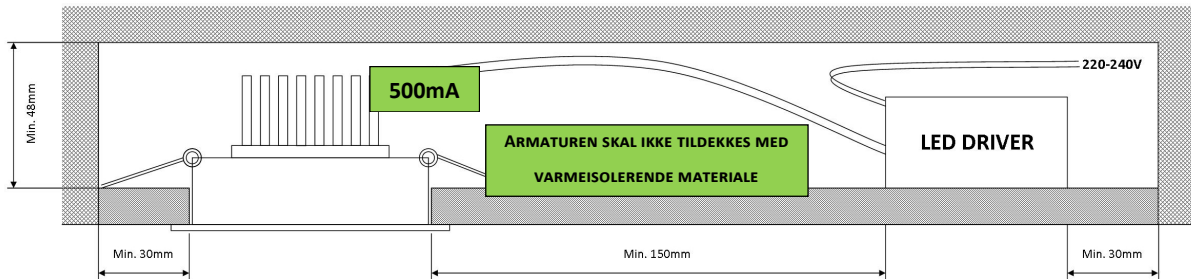 220-240V
500mA
Min. 48mm
ARMATUREN SKAL IKKE TILDEKKES MED
VARMEISOLERENDE MATERIALE
LED DRIVER
Min. 30mm
Min. 150mm
Min. 30mm